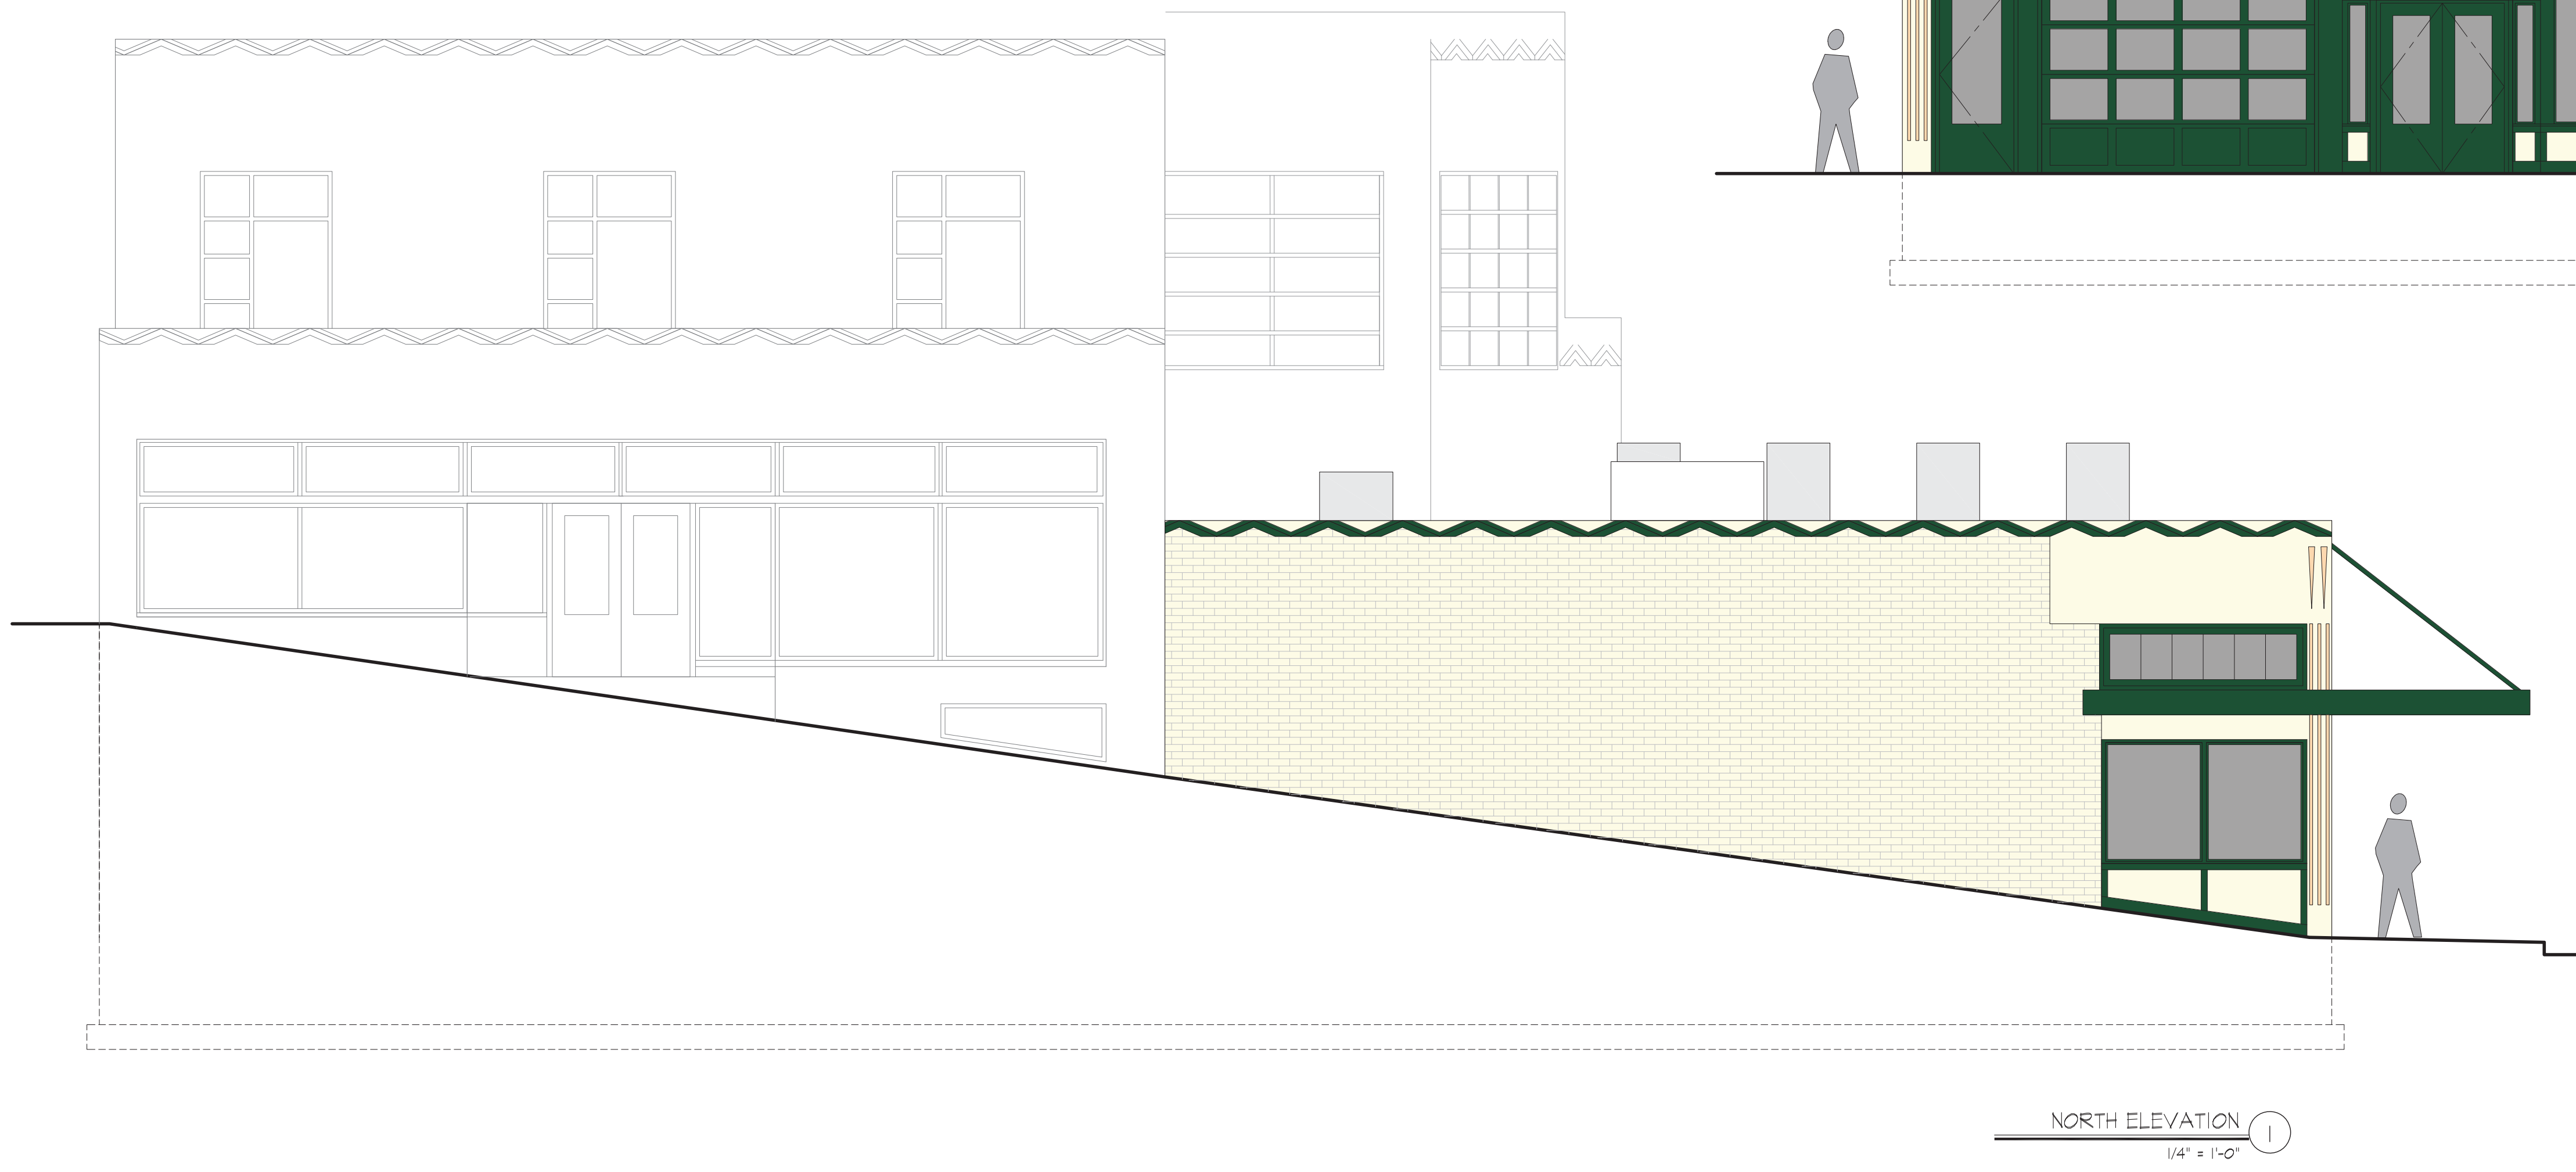 NORTH ELEVATION
1
1/4" = 1'-0"